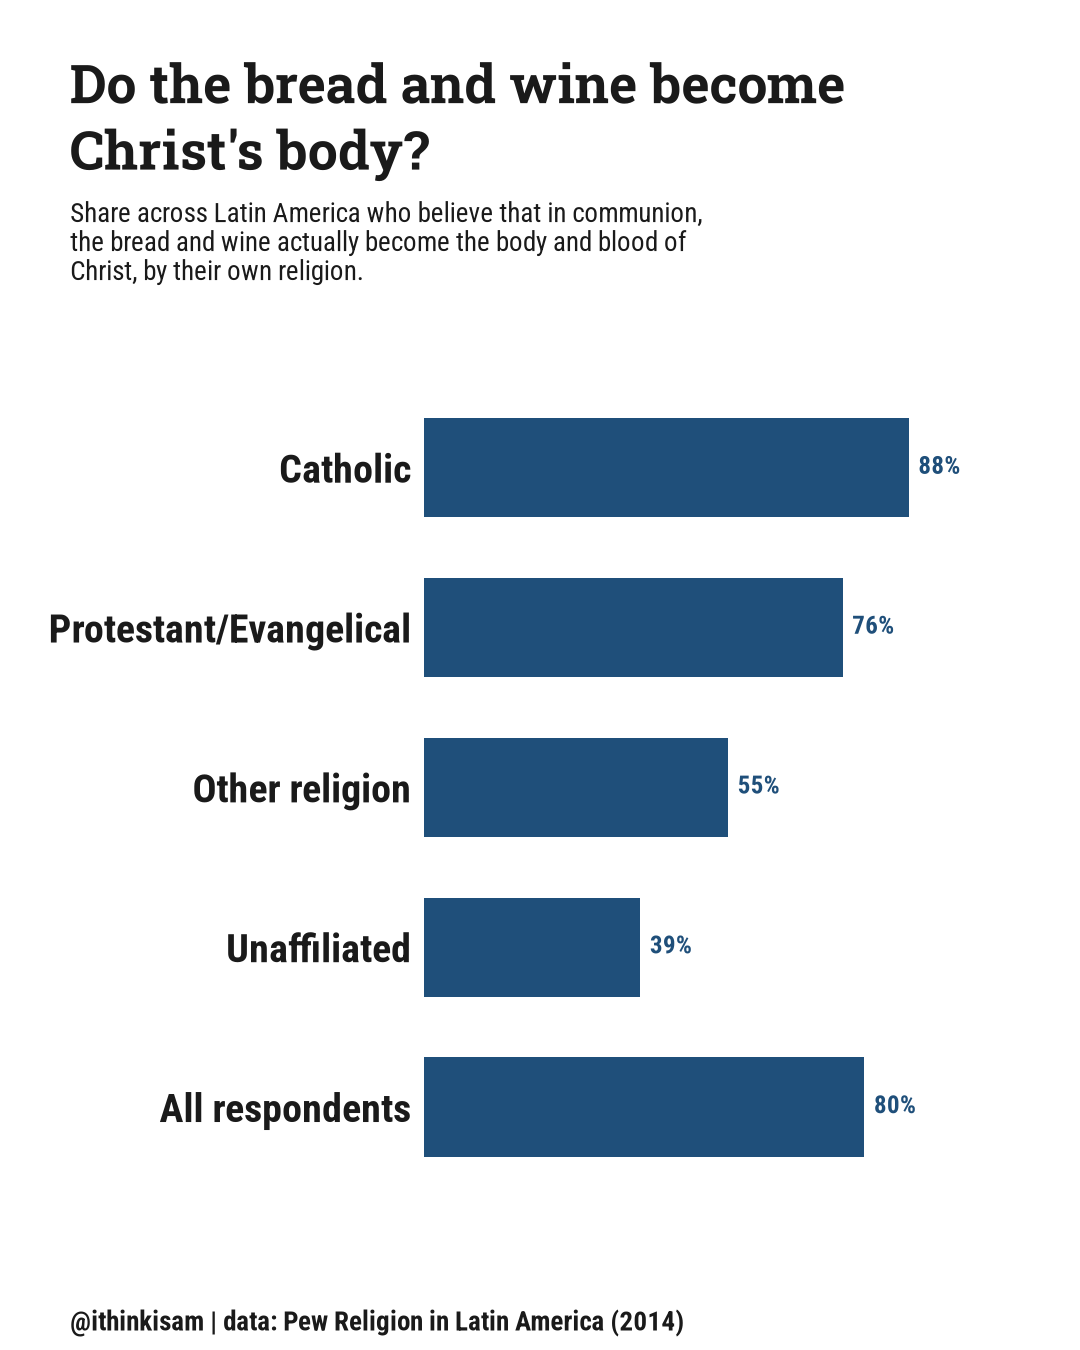 Do the bread and wine become
Christ's body?
Share across Latin America who believe that in communion,
the bread and wine actually become the body and blood of
Christ, by their own religion.
Catholic 88%
Protestant/Evangelical 76%
Other religion 55%
Unaffiliated 39%
All respondents 80%
@ithinkisam | data: Pew Religion in Latin America (2014)